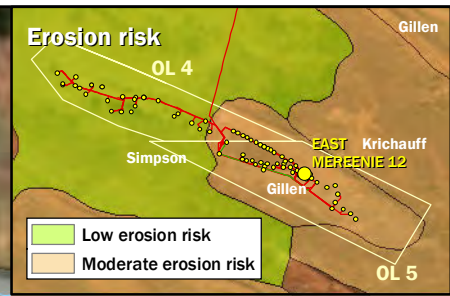 Erosion risk
Gillen
OL 4
EAST
MEREENIE 12
Krichauff
Simpson
Gillen
Low erosion risk
Moderate erosion risk
OL 5